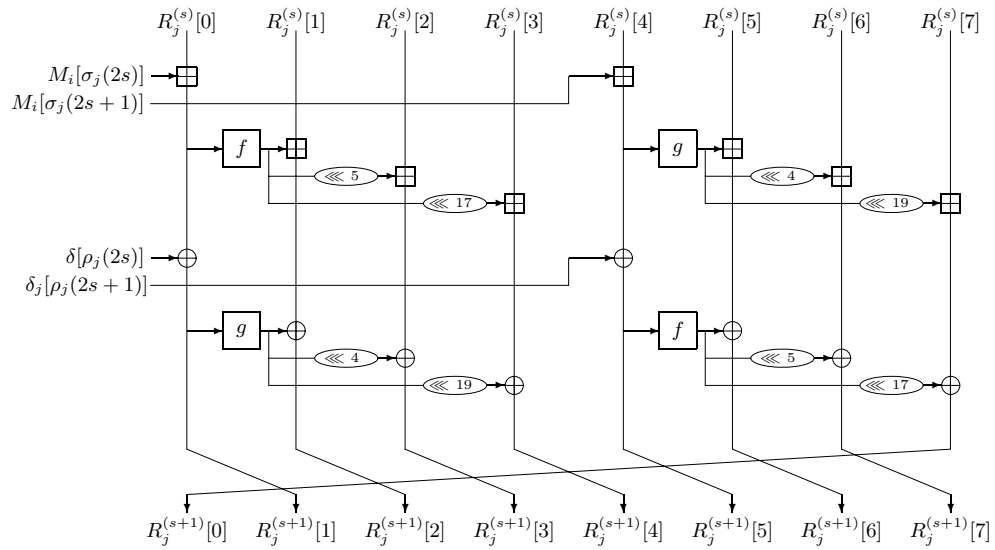 R_j^{(s)}[0] R_j^{(s)}[1] R_j^{(s)}[2] R_j^{(s)}[3] R_j^{(s)}[4] R_j^{(s)}[5] R_j^{(s)}[6] R_j^{(s)}[7]
M_i[σ_j(2s)]
M_i[σ_j(2s+1)]
f g
⋘ 5 ⋘ 4
⋘ 17 ⋘ 19
δ[ρ_j(2s)]
δ_j[ρ_j(2s+1)]
g f
⋘ 4 ⋘ 5
⋘ 19 ⋘ 17
R_j^{(s+1)}[0] R_j^{(s+1)}[1] R_j^{(s+1)}[2] R_j^{(s+1)}[3] R_j^{(s+1)}[4] R_j^{(s+1)}[5] R_j^{(s+1)}[6] R_j^{(s+1)}[7]